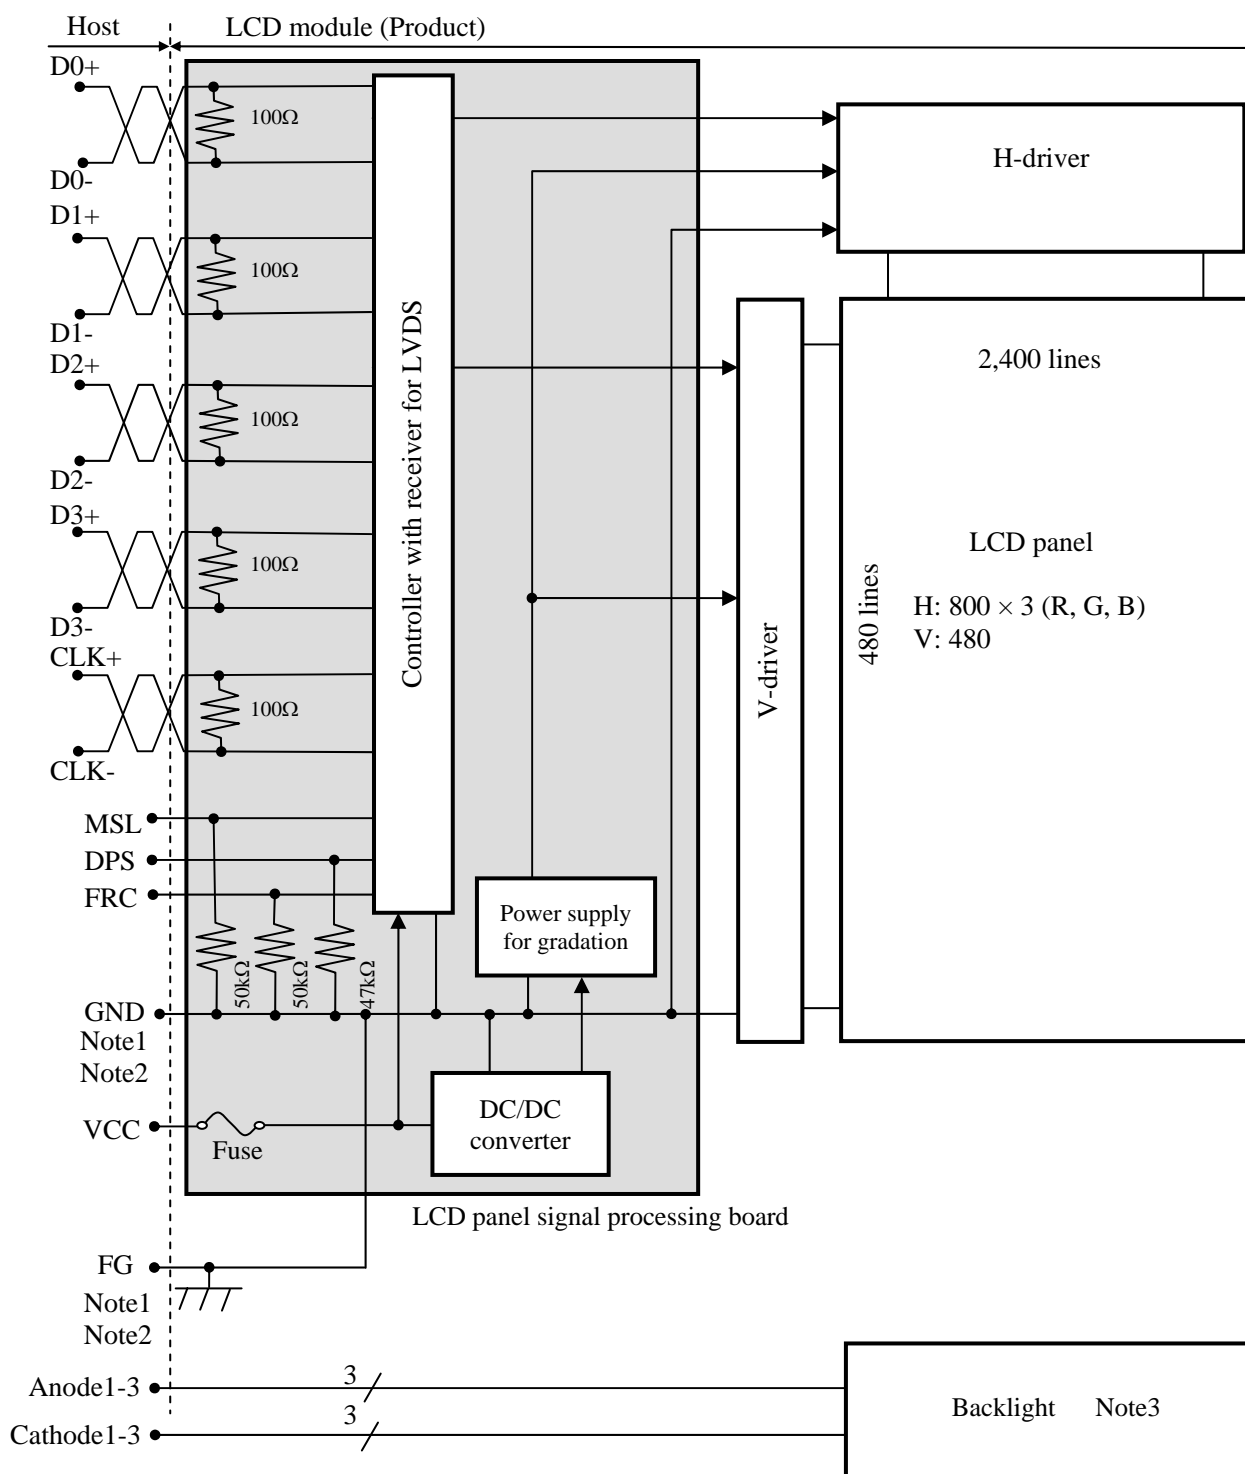 Host
LCD module (Product)
D0+
100Ω
D0-
H-driver
D1+
100Ω
D1-
D2+
100Ω
D2-
D3+
100Ω
D3-
CLK+
100Ω
CLK-
Controller with receiver for LVDS
2,400 lines
480 lines
LCD panel
H: 800 × 3 (R, G, B)
V: 480
V-driver
MSL
DPS
FRC
Power supply
for gradation
50kΩ
50kΩ
47kΩ
GND
Note1
Note2
VCC
Fuse
DC/DC
converter
LCD panel signal processing board
FG
Note1
Note2
Anode1-3
3
Cathode1-3
3
Backlight Note3